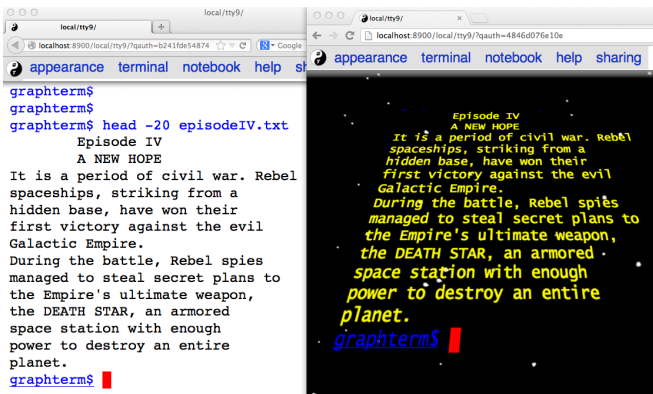 local/tty9/
local/tty9/
localhost:8900/local/tty9/?qauth=b241fde54874
Google
appearance terminal notebook help sh
graphterm$
graphterm$
graphterm$ head -20 episodeIV.txt
Episode IV
A NEW HOPE
It is a period of civil war. Rebel
spaceships, striking from a
hidden base, have won their
first victory against the evil
Galactic Empire.
During the battle, Rebel spies
managed to steal secret plans to
the Empire's ultimate weapon,
the DEATH STAR, an armored
space station with enough
power to destroy an entire
planet.
graphterm$
local/tty9/
localhost:8900/local/tty9/?qauth=4846d076e10e
appearance terminal notebook help sharing
Episode IV
A NEW HOPE
It is a period of civil war. Rebel
spaceships, striking from a
hidden base, have won their
first victory against the evil
Galactic Empire.
During the battle, Rebel spies
managed to steal secret plans to
the Empire's ultimate weapon,
the DEATH STAR, an armored
space station with enough
power to destroy an entire
planet.
graphterm$